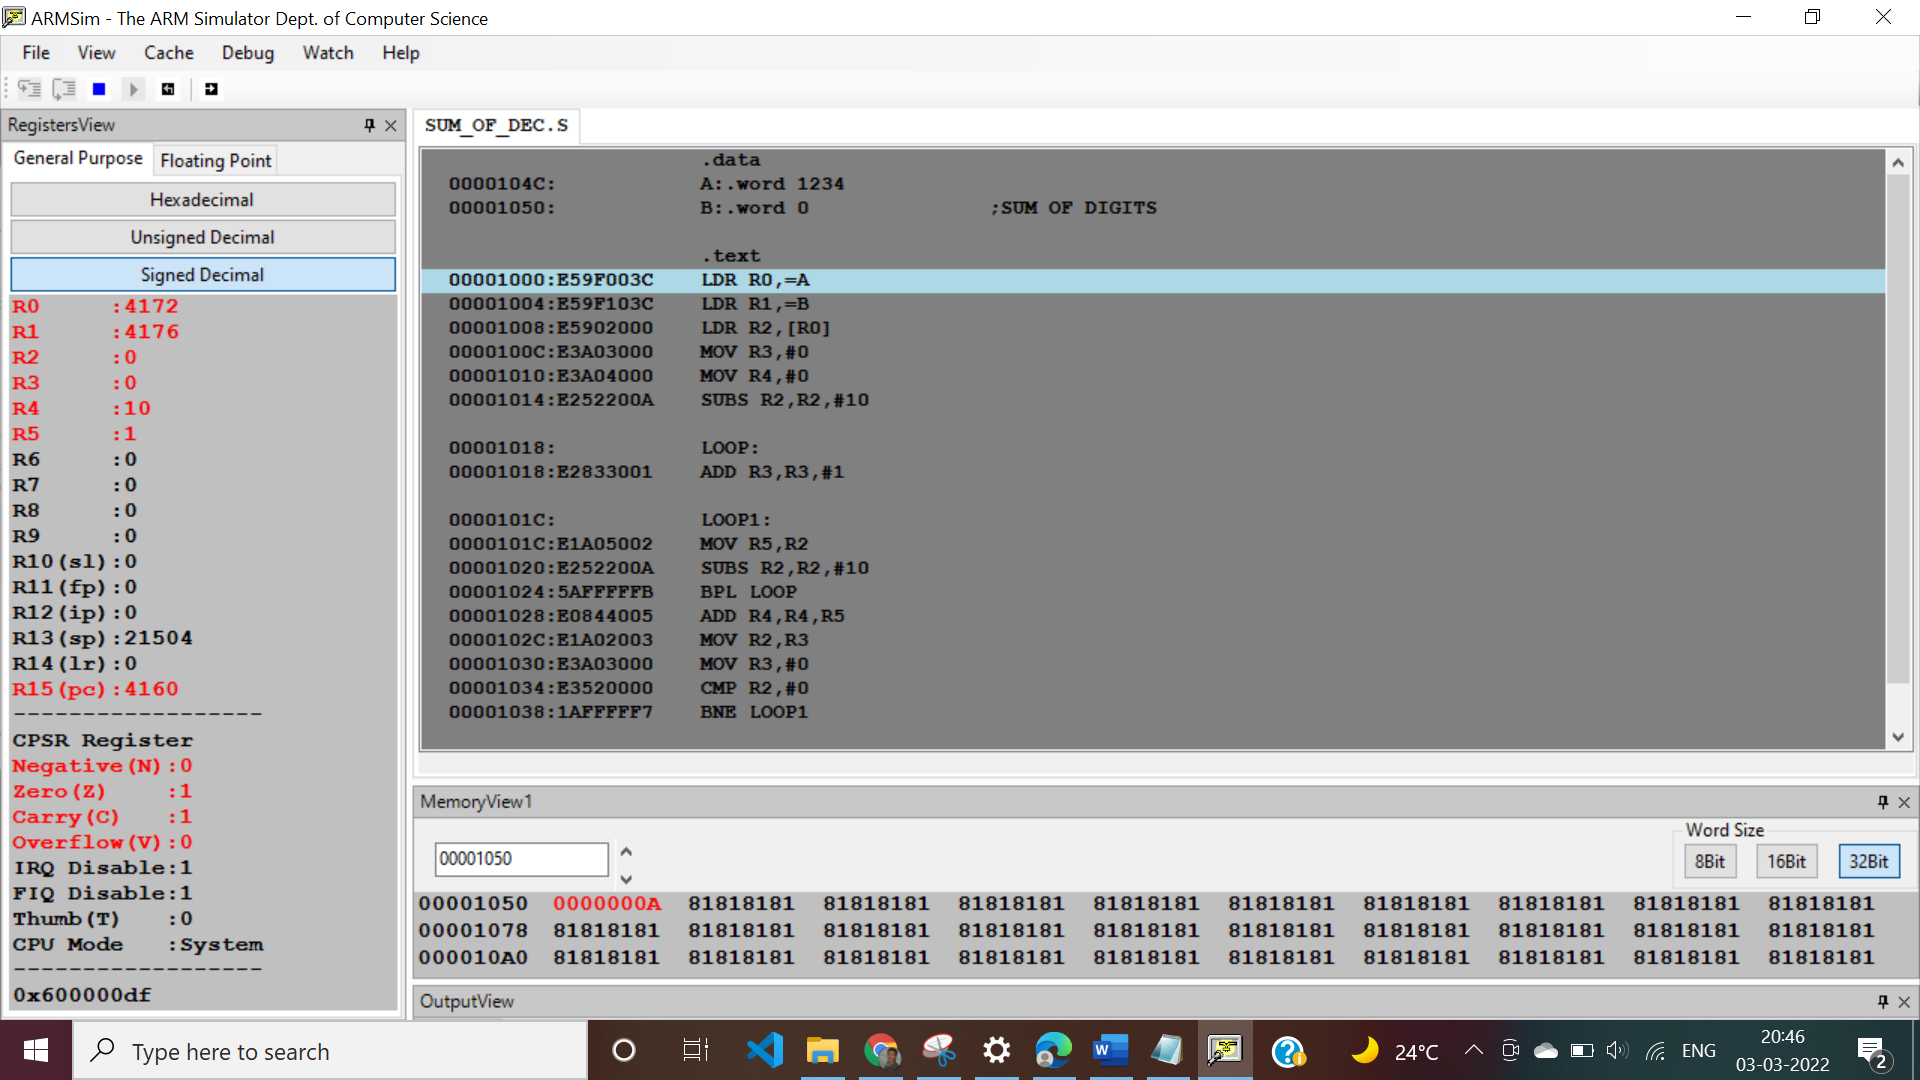 ARMSim - The ARM Simulator Dept. of Computer Science
File View Cache Debug Watch Help
RegistersView
General Purpose Floating Point
Hexadecimal
Unsigned Decimal
Signed Decimal
R0 :4172
R1 :4176
R2 :0
R3 :0
R4 :10
R5 :1
R6 :0
R7 :0
R8 :0
R9 :0
R10(sl):0
R11(fp):0
R12(ip):0
R13(sp):21504
R14(lr):0
R15(pc):4160
-------------------
CPSR Register
Negative(N):0
Zero(Z) :1
Carry(C) :1
Overflow(V):0
IRQ Disable:1
FIQ Disable:1
Thumb(T) :0
CPU Mode :System
-------------------
0x600000df
SUM_OF_DEC.S
.data
0000104C: A:.word 1234
00001050: B:.word 0 ;SUM OF DIGITS
.text
00001000:E59F003C LDR R0,=A
00001004:E59F103C LDR R1,=B
00001008:E5902000 LDR R2,[R0]
0000100C:E3A03000 MOV R3,#0
00001010:E3A04000 MOV R4,#0
00001014:E252200A SUBS R2,R2,#10
00001018: LOOP:
00001018:E2833001 ADD R3,R3,#1
0000101C: LOOP1:
0000101C:E1A05002 MOV R5,R2
00001020:E252200A SUBS R2,R2,#10
00001024:5AFFFFFB BPL LOOP
00001028:E0844005 ADD R4,R4,R5
0000102C:E1A02003 MOV R2,R3
00001030:E3A03000 MOV R3,#0
00001034:E3520000 CMP R2,#0
00001038:1AFFFFF7 BNE LOOP1
MemoryView1
00001050
Word Size
8Bit 16Bit 32Bit
00001050 0000000A 81818181 81818181 81818181 81818181 81818181 81818181 81818181 81818181 81818181
00001078 81818181 81818181 81818181 81818181 81818181 81818181 81818181 81818181 81818181 81818181
000010A0 81818181 81818181 81818181 81818181 81818181 81818181 81818181 81818181 81818181 81818181
OutputView
Type here to search
24°C
ENG
20:46
03-03-2022
2